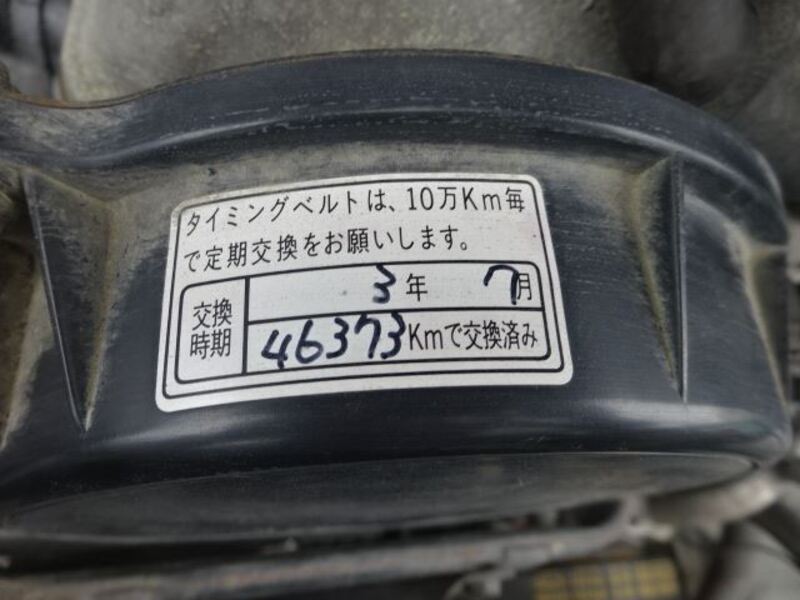 タイミングベルトは、10万Km毎
で定期交換をお願いします。
交換時期
3年 7月
46373Kmで交換済み